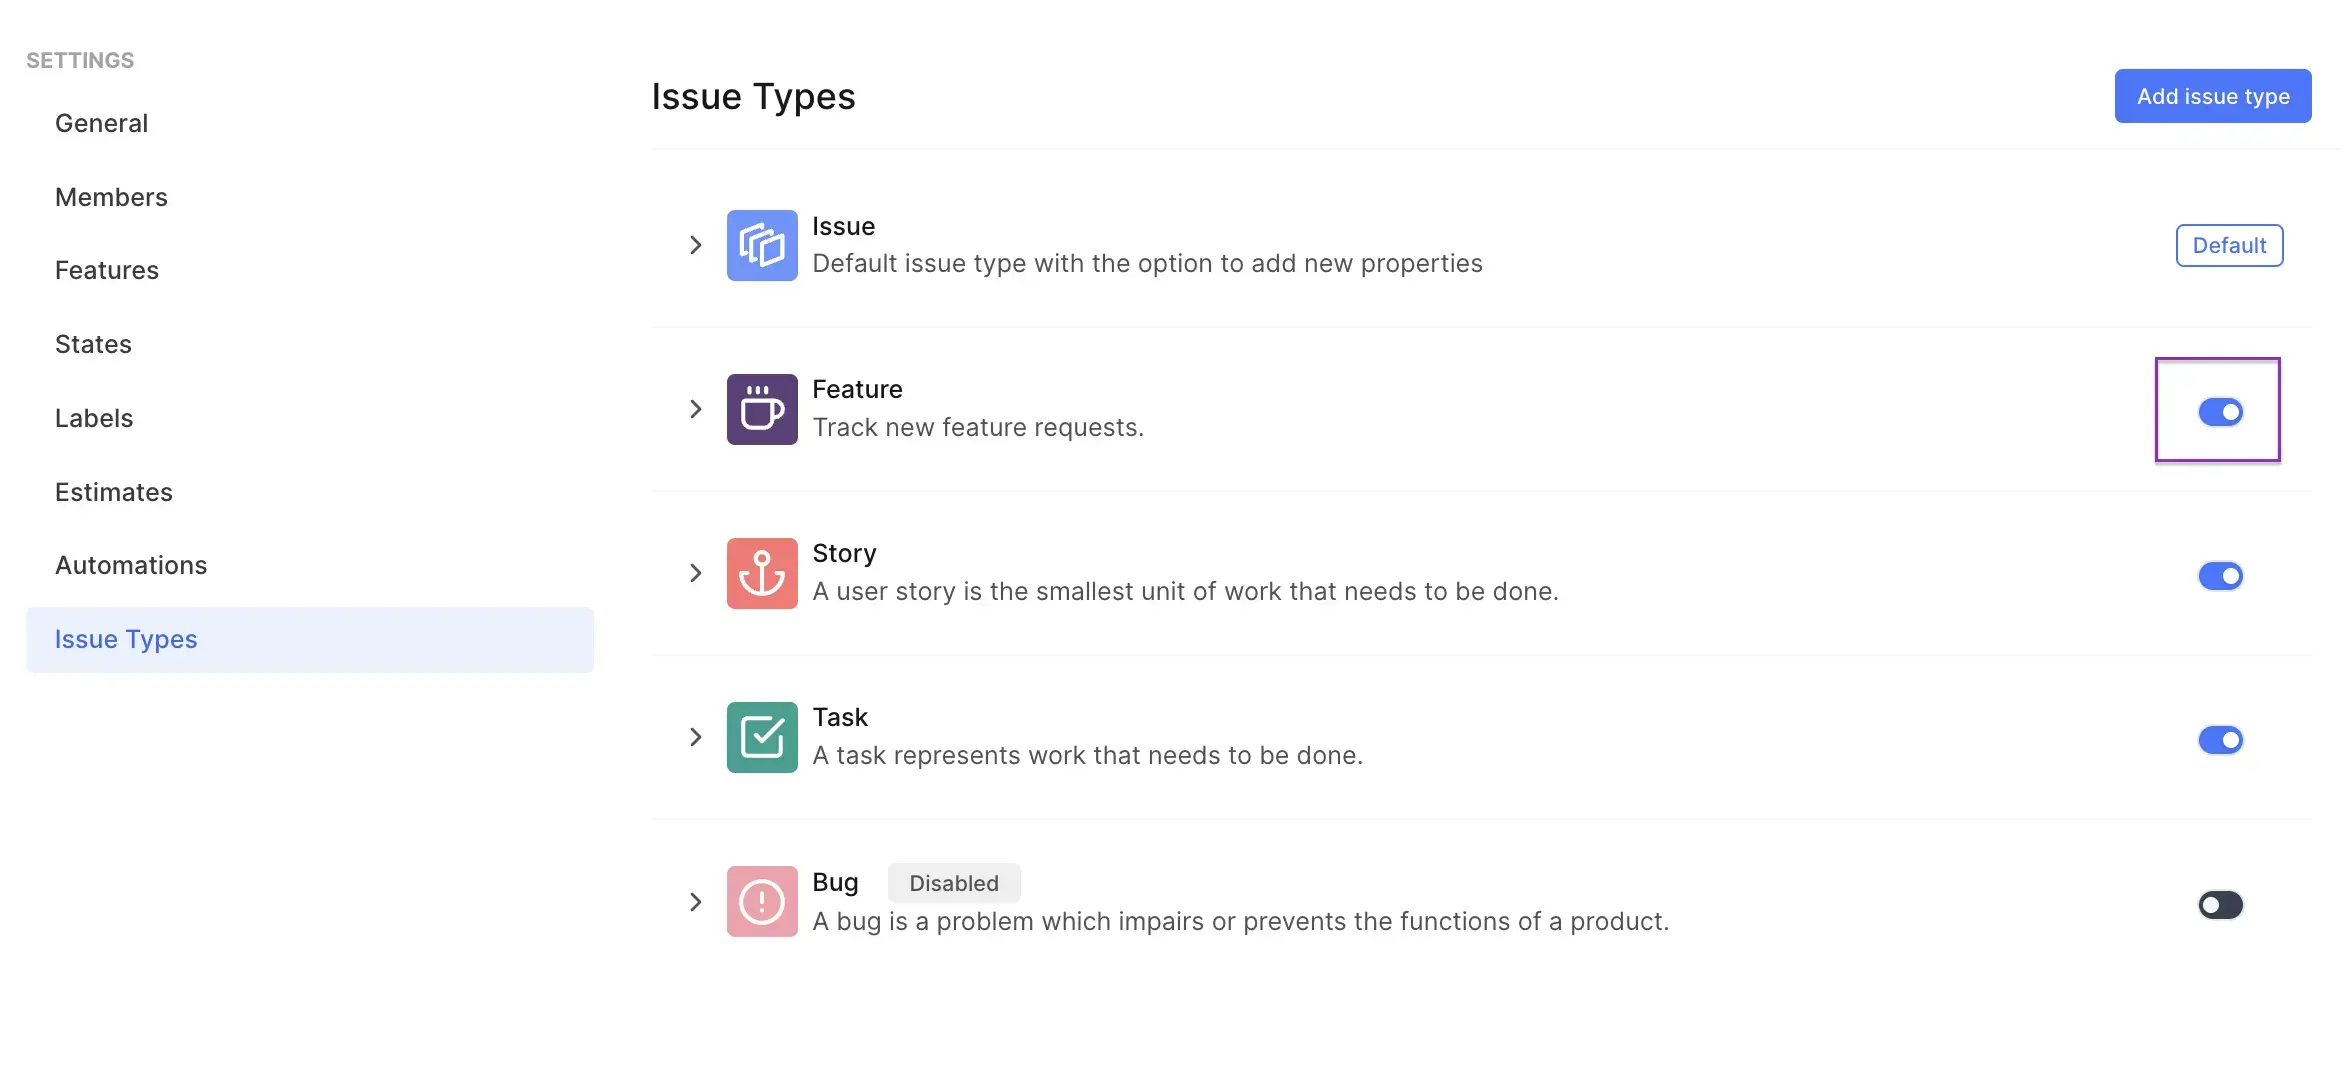 SETTINGS
General
Members
Features
States
Labels
Estimates
Automations
Issue Types
Issue Types
Add issue type
Issue
Default issue type with the option to add new properties
Default
Feature
Track new feature requests.
Story
A user story is the smallest unit of work that needs to be done.
Task
A task represents work that needs to be done.
Bug Disabled
A bug is a problem which impairs or prevents the functions of a product.